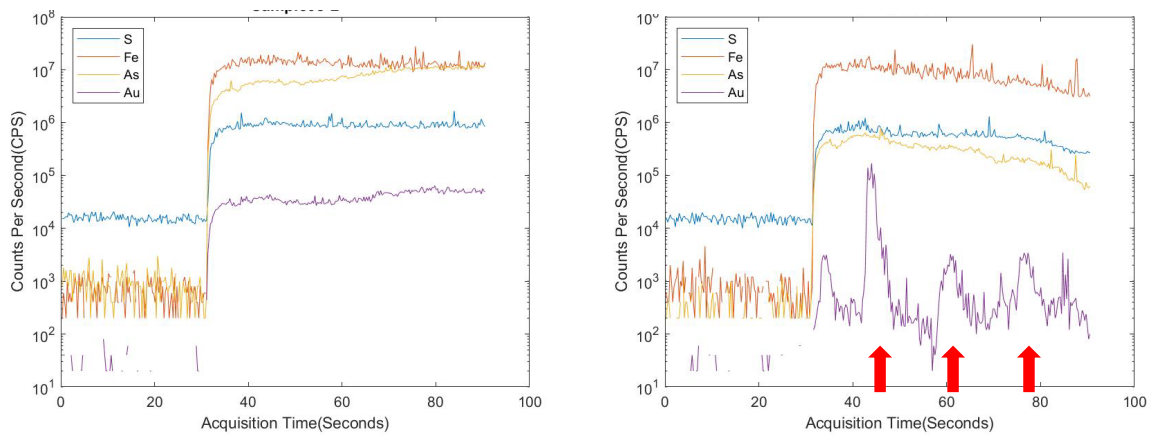 10^8
10^7
10^6
10^5
10^4
10^3
10^2
10^1
Counts Per Second(CPS)
S
Fe
As
Au
0 20 40 60 80 100
Acquisition Time(Seconds)
10^8
10^7
10^6
10^5
10^4
10^3
10^2
10^1
Counts Per Second(CPS)
S
Fe
As
Au
0 20 40 60 80 100
Acquisition Time(Seconds)